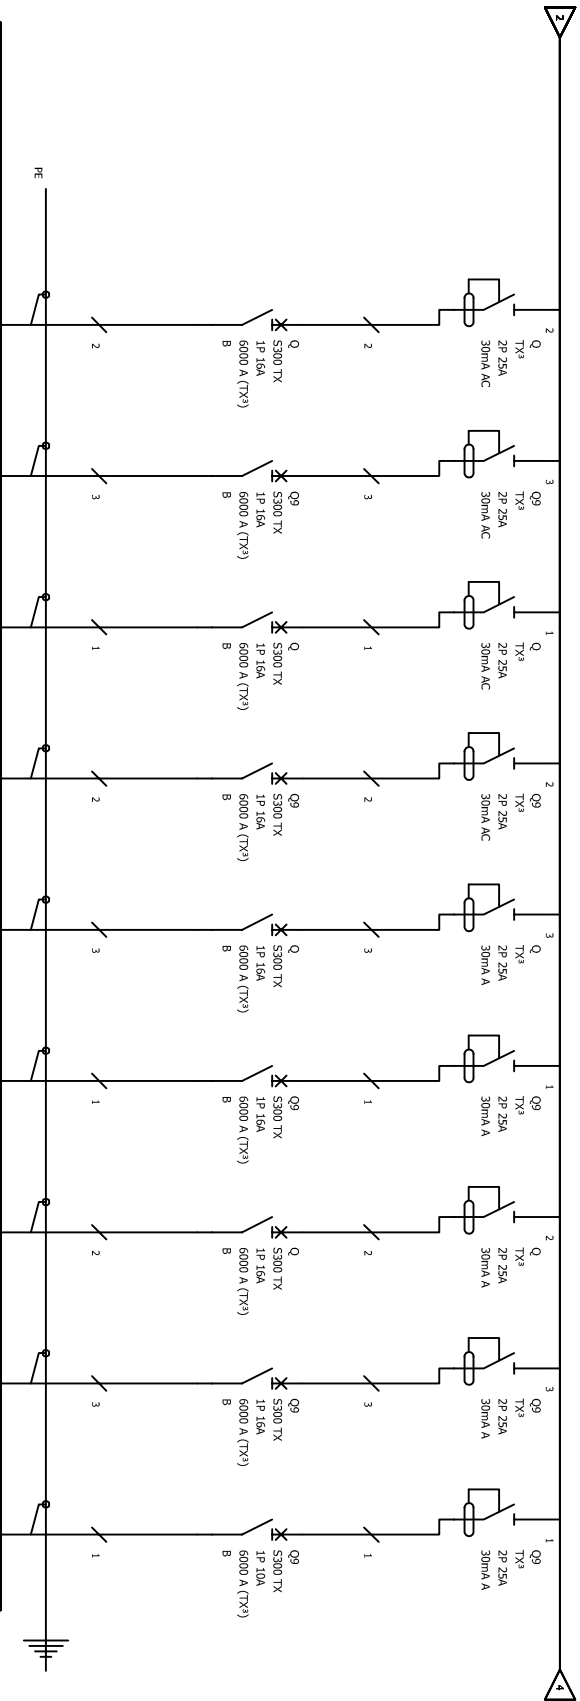 2
PE
2
Q
TX³
2P 25A
30mA AC
2
Q
S300 TX
1P 16A
6000 A (TX³)
B
2
3
Q9
TX³
2P 25A
30mA AC
3
Q9
S300 TX
1P 16A
6000 A (TX³)
B
3
1
Q
TX³
2P 25A
30mA AC
1
Q
S300 TX
1P 16A
6000 A (TX³)
B
1
2
Q9
TX³
2P 25A
30mA AC
2
Q9
S300 TX
1P 16A
6000 A (TX³)
B
2
3
Q
TX³
2P 25A
30mA A
3
Q
S300 TX
1P 16A
6000 A (TX³)
B
3
1
Q9
TX³
2P 25A
30mA A
1
Q9
S300 TX
1P 16A
6000 A (TX³)
B
1
2
Q
TX³
2P 25A
30mA A
2
Q
S300 TX
1P 16A
6000 A (TX³)
B
2
3
Q9
TX³
2P 25A
30mA A
3
Q9
S300 TX
1P 16A
6000 A (TX³)
B
3
1
Q9
TX³
2P 25A
30mA A
1
Q9
S300 TX
1P 10A
6000 A (TX³)
B
1
4